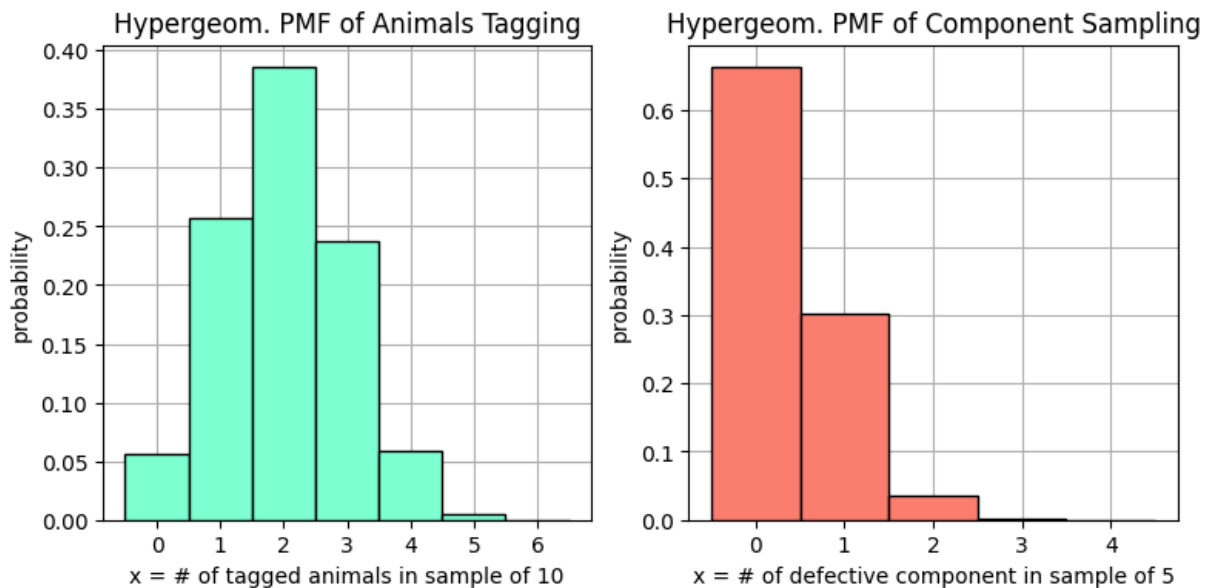 Hypergeom. PMF of Animals Tagging
0.40
0.35
0.30
0.25
0.20
0.15
0.10
0.05
0.00
probability
0 1 2 3 4 5 6
x = # of tagged animals in sample of 10
Hypergeom. PMF of Component Sampling
0.6
0.5
0.4
0.3
0.2
0.1
0.0
probability
0 1 2 3 4
x = # of defective component in sample of 5